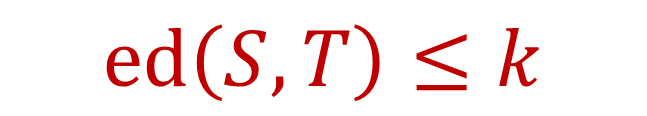 ed(S, T) ≤ k